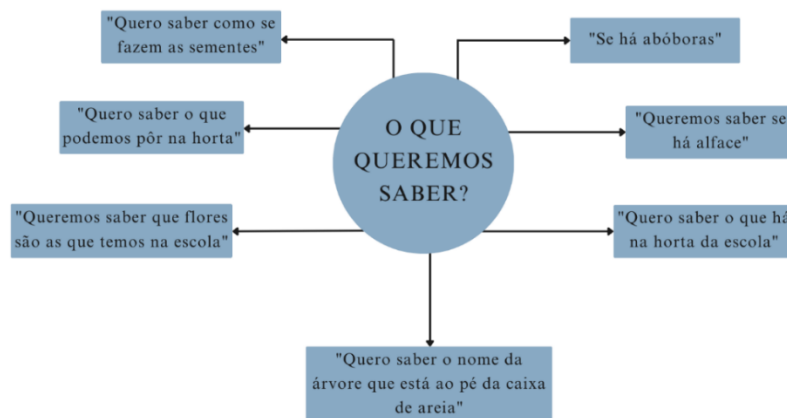 "Quero saber como se
fazem as sementes"
"Se há abóboras"
"Quero saber o que
podemos pôr na horta"
O QUE
QUEREMOS
SABER?
"Queremos saber se
há alface"
"Queremos saber que flores
são as que temos na escola"
"Quero saber o que há
na horta da escola"
"Quero saber o nome da
árvore que está ao pé da caixa
de areia"